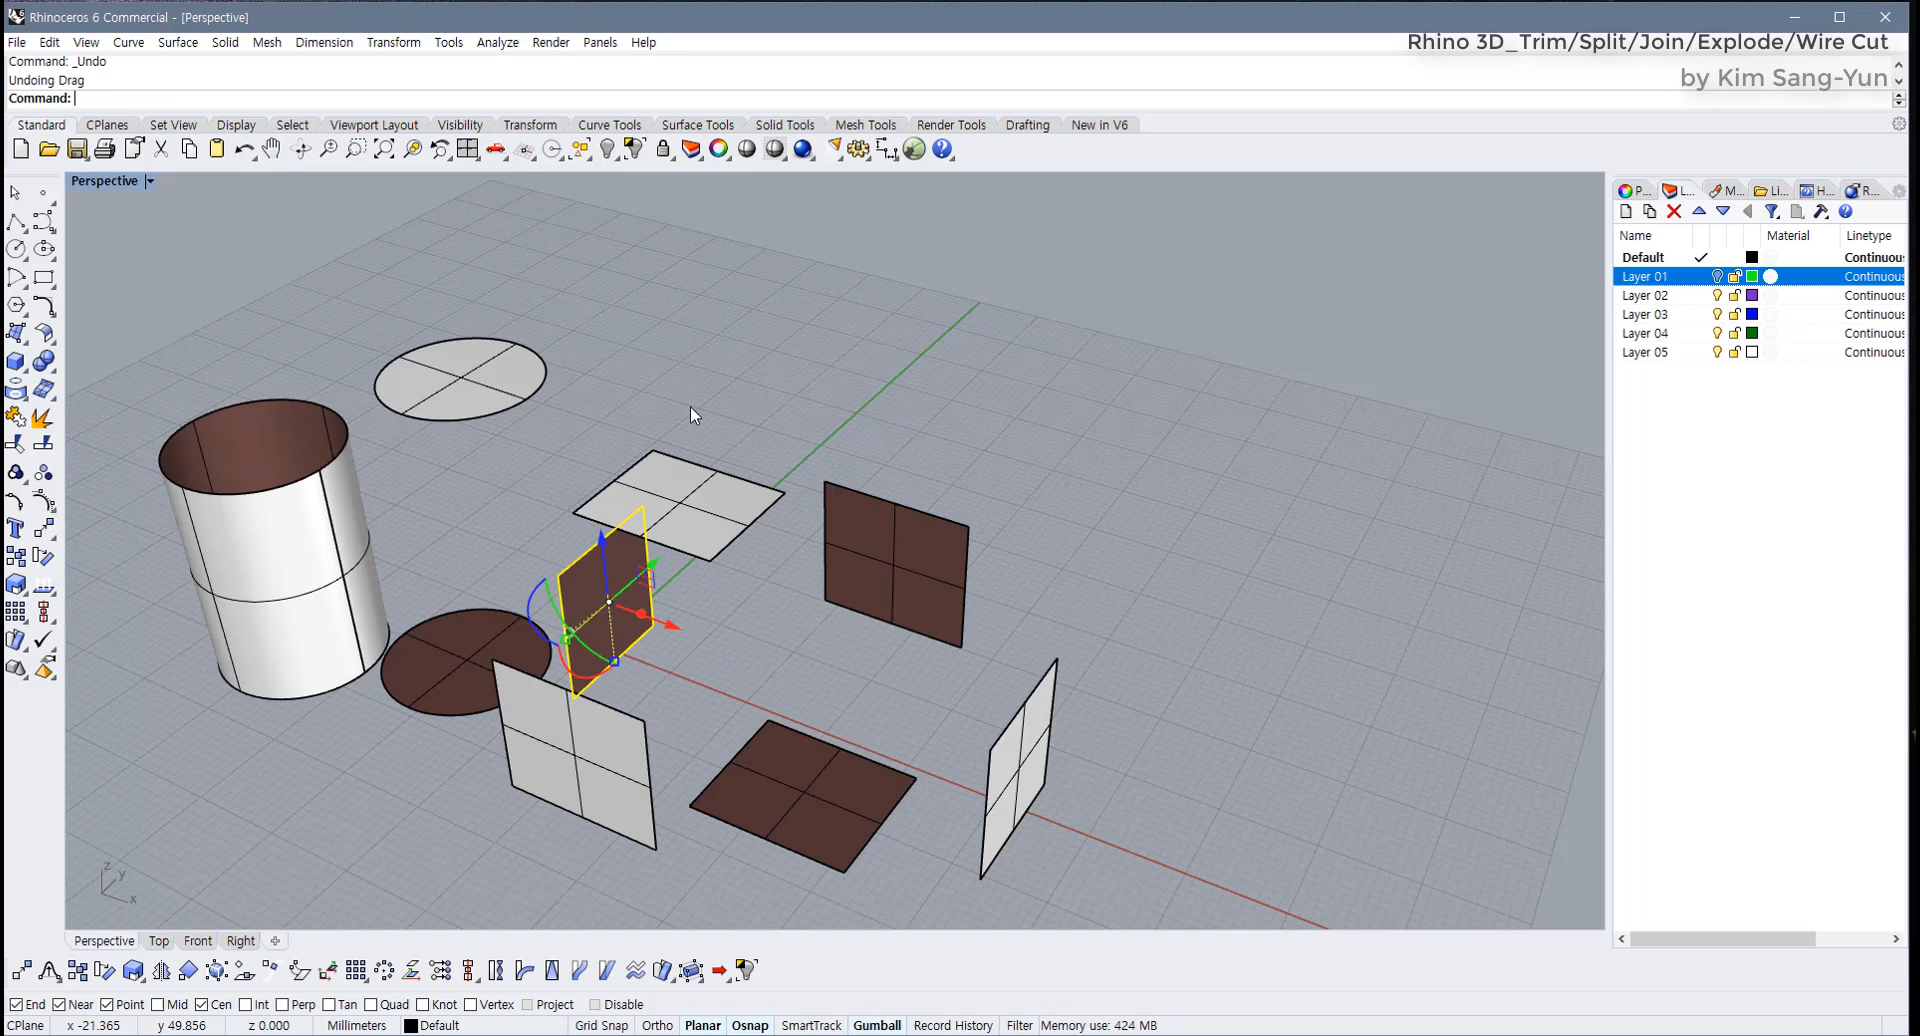 Rhinoceros 6 Commercial - [Perspective]
File Edit View Curve Surface Solid Mesh Dimension Transform Tools Analyze Render Panels Help
Rhino 3D_Trim/Split/Join/Explode/Wire Cut
by Kim Sang-Yun
Command: _Undo
Undoing Drag
Command:
Standard CPlanes Set View Display Select Viewport Layout Visibility Transform Curve Tools Surface Tools Solid Tools Mesh Tools Render Tools Drafting New in V6
Perspective
P... L... M... Li... H... R...
Name Material Linetype
Default Continuou
Layer 01 Continuous
Layer 02 Continuous
Layer 03 Continuous
Layer 04 Continuous
Layer 05 Continuous
z
y
x
Perspective Top Front Right
End Near Point Mid Cen Int Perp Tan Quad Knot Vertex Project Disable
CPlane x -21.365 y 49.856 z 0.000 Millimeters Default Grid Snap Ortho Planar Osnap SmartTrack Gumball Record History Filter Memory use: 424 MB